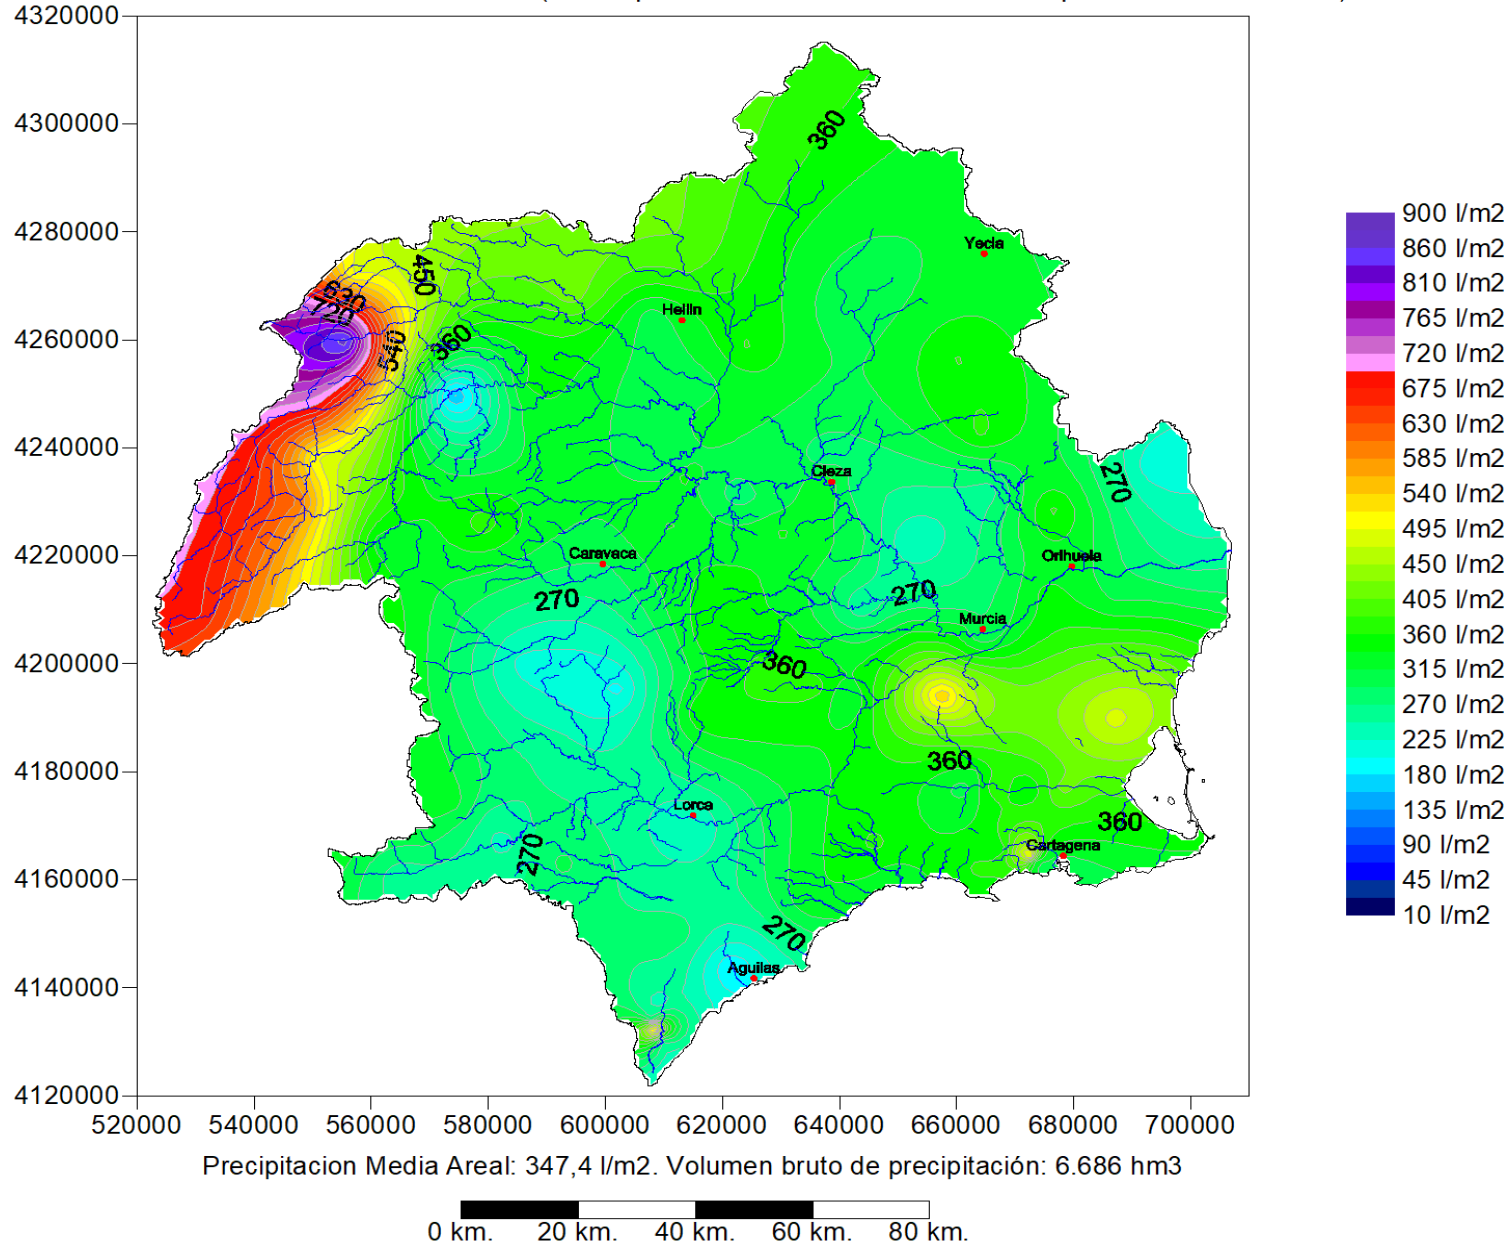 4320000
4300000
4280000
4260000
4240000
4220000
4200000
4180000
4160000
4140000
4120000
520000 540000 560000 580000 600000 620000 640000 660000 680000 700000
360
Yecla
450
630
720
Hellin
540
360
Cieza
270
Caravaca
Orihuela
270
270
Murcia
360
360
Lorca
360
270
Cartagena
270
Aguilas
900 l/m2
860 l/m2
810 l/m2
765 l/m2
720 l/m2
675 l/m2
630 l/m2
585 l/m2
540 l/m2
495 l/m2
450 l/m2
405 l/m2
360 l/m2
315 l/m2
270 l/m2
225 l/m2
180 l/m2
135 l/m2
90 l/m2
45 l/m2
10 l/m2
Precipitacion Media Areal: 347,4 l/m2. Volumen bruto de precipitación: 6.686 hm3
0 km. 20 km. 40 km. 60 km. 80 km.